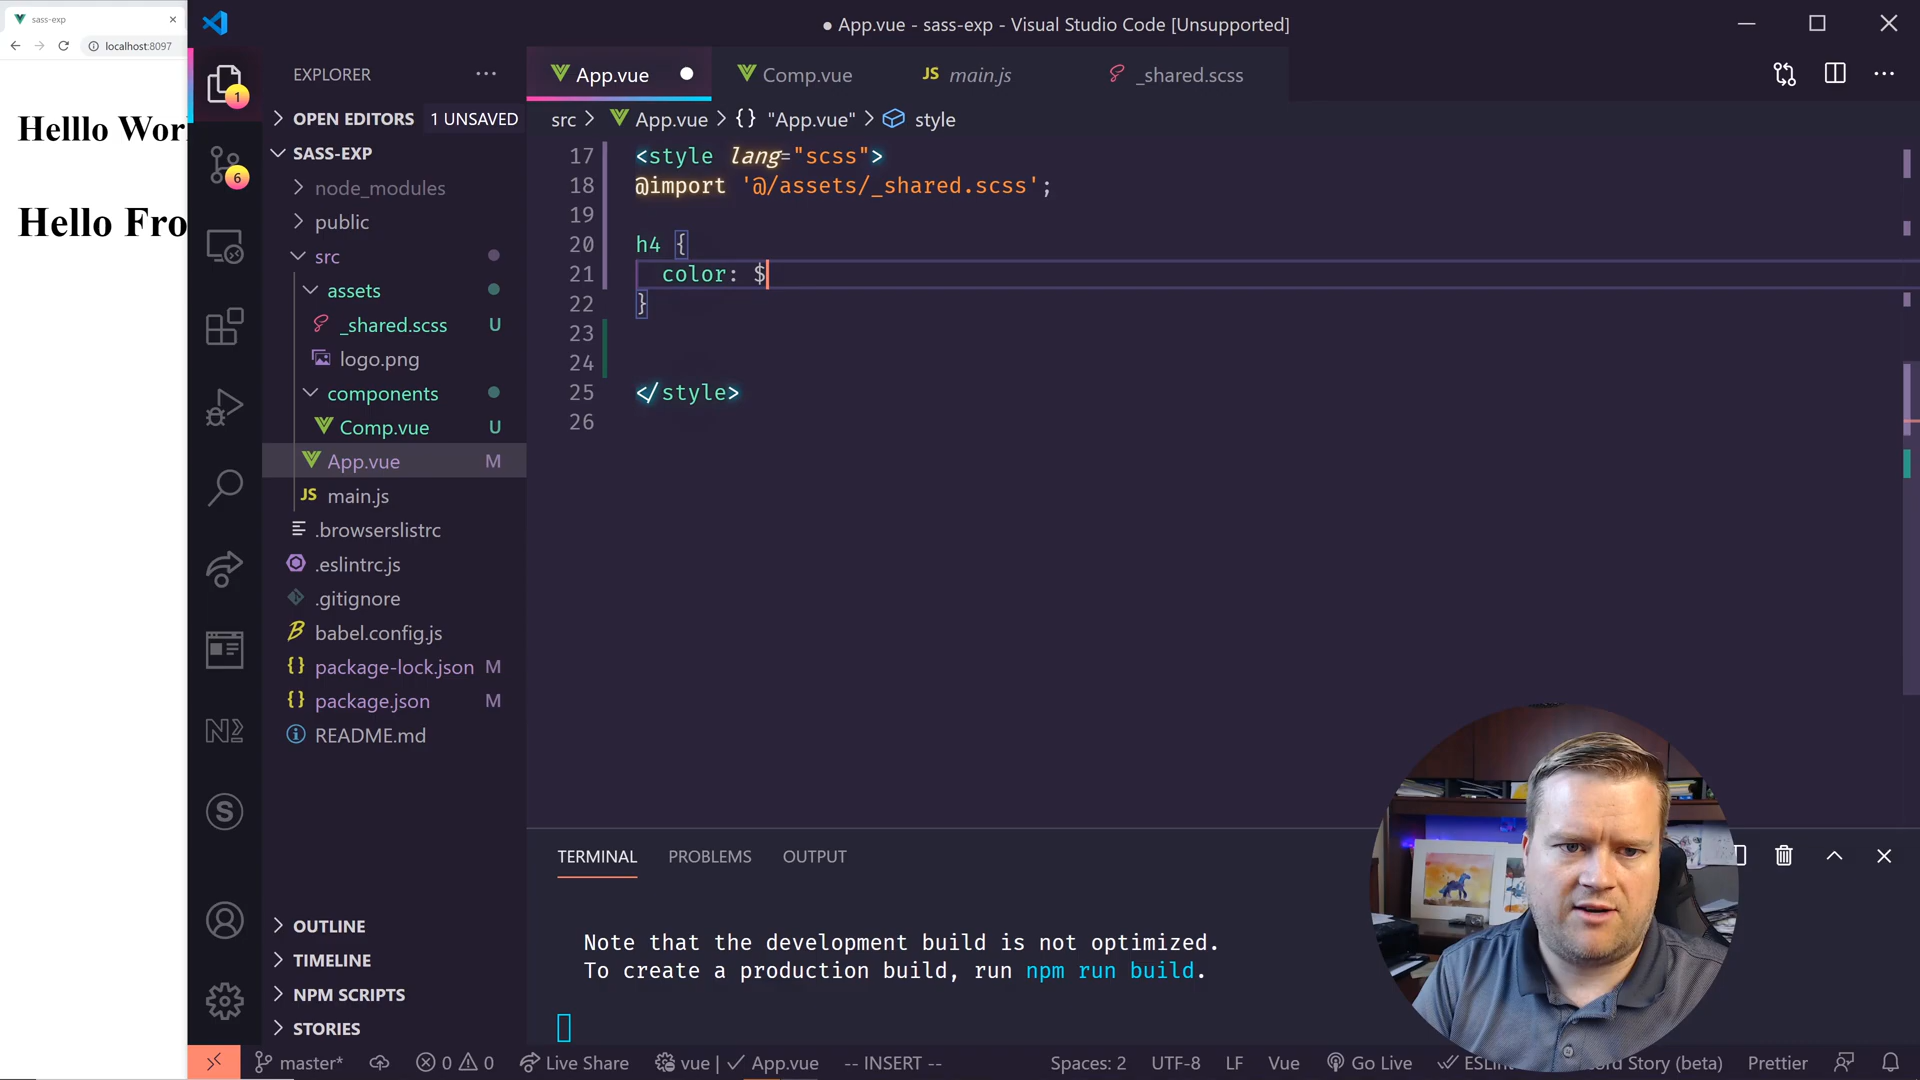 sass-exp
localhost:8097
Helllo Wor
Hello Fro
● App.vue - sass-exp - Visual Studio Code [Unsupported]
EXPLORER
OPEN EDITORS 1 UNSAVED
SASS-EXP
node_modules
public
src
assets
_shared.scss U
logo.png
components
Comp.vue U
App.vue M
JS main.js
.browserslistrc
.eslintrc.js
.gitignore
babel.config.js
package-lock.json M
package.json M
README.md
OUTLINE
TIMELINE
NPM SCRIPTS
STORIES
1
6
App.vue
Comp.vue
JS main.js
_shared.scss
src > App.vue > {} "App.vue" > style
17 <style lang="scss">
18 @import '@/assets/_shared.scss';
19
20 h4 {
21 color: $
22 }
23
24
25 </style>
26
TERMINAL PROBLEMS OUTPUT
Note that the development build is not optimized.
To create a production build, run npm run build.
master* 0 0 Live Share vue | ✓ App.vue -- INSERT -- Spaces: 2 UTF-8 LF Vue Go Live Story (beta) Prettier